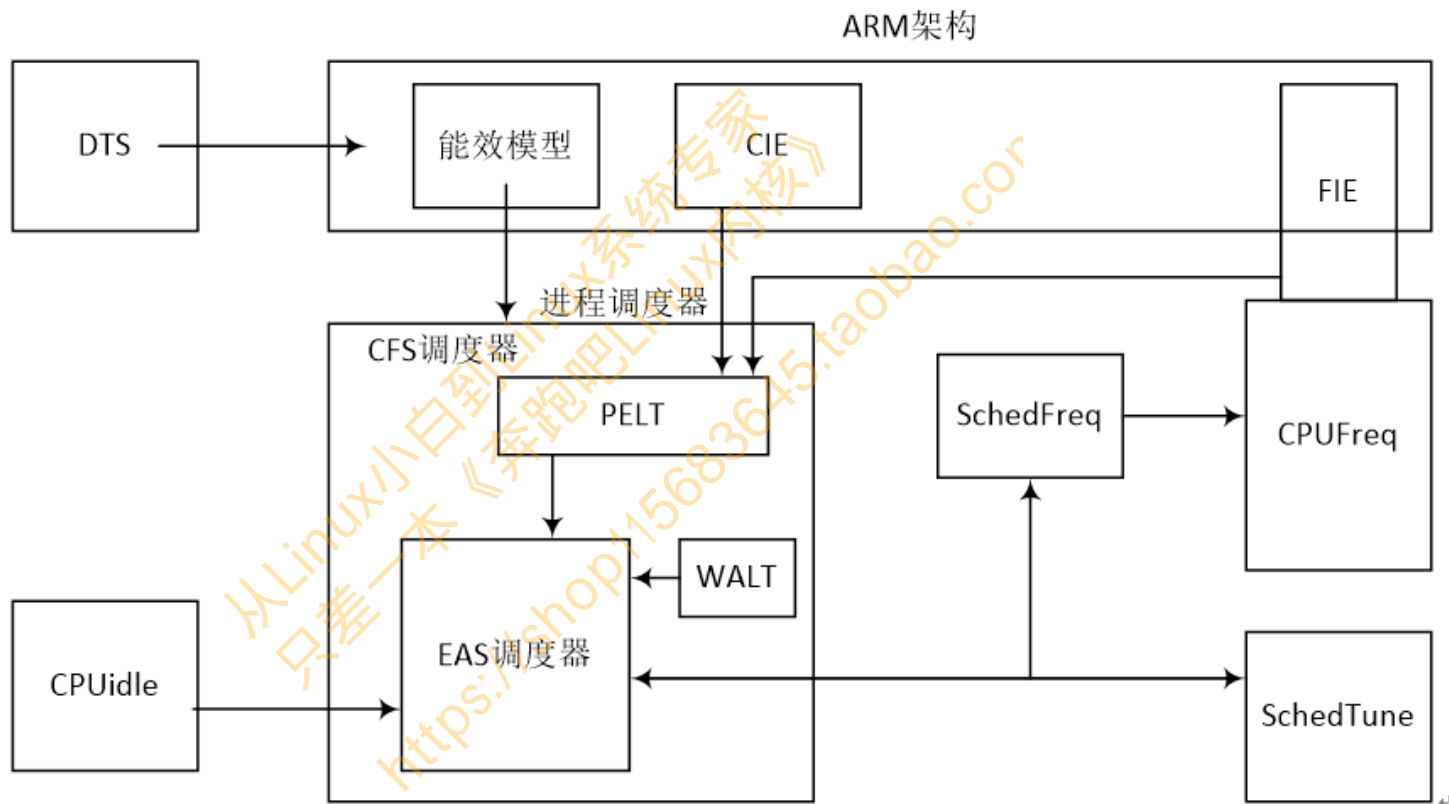 ARM架构
DTS
能效模型
CIE
FIE
进程调度器
CFS调度器
PELT
SchedFreq
CPUFreq
WALT
EAS调度器
CPUidle
SchedTune
从Linux小白到Linux系统专家
只差一本《奔跑吧Linux内核》
https://shop115683645.taobao.com